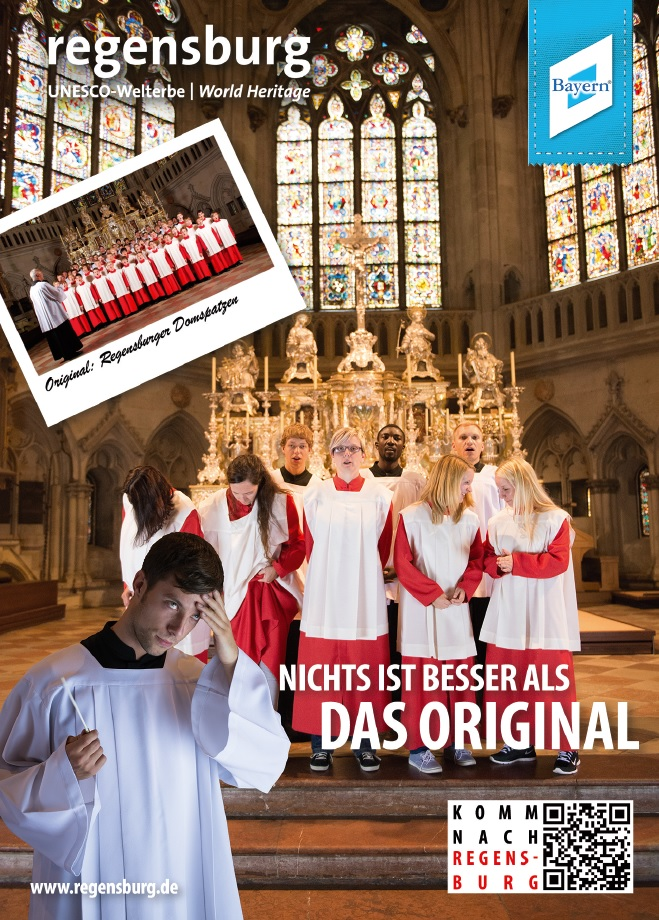 regensburg
UNESCO-Welterbe | World Heritage
Bayern®
Original: Regensburger Domspatzen
NICHTS IST BESSER ALS
DAS ORIGINAL
KOMM
NACH
REGENS-
BURG
www.regensburg.de